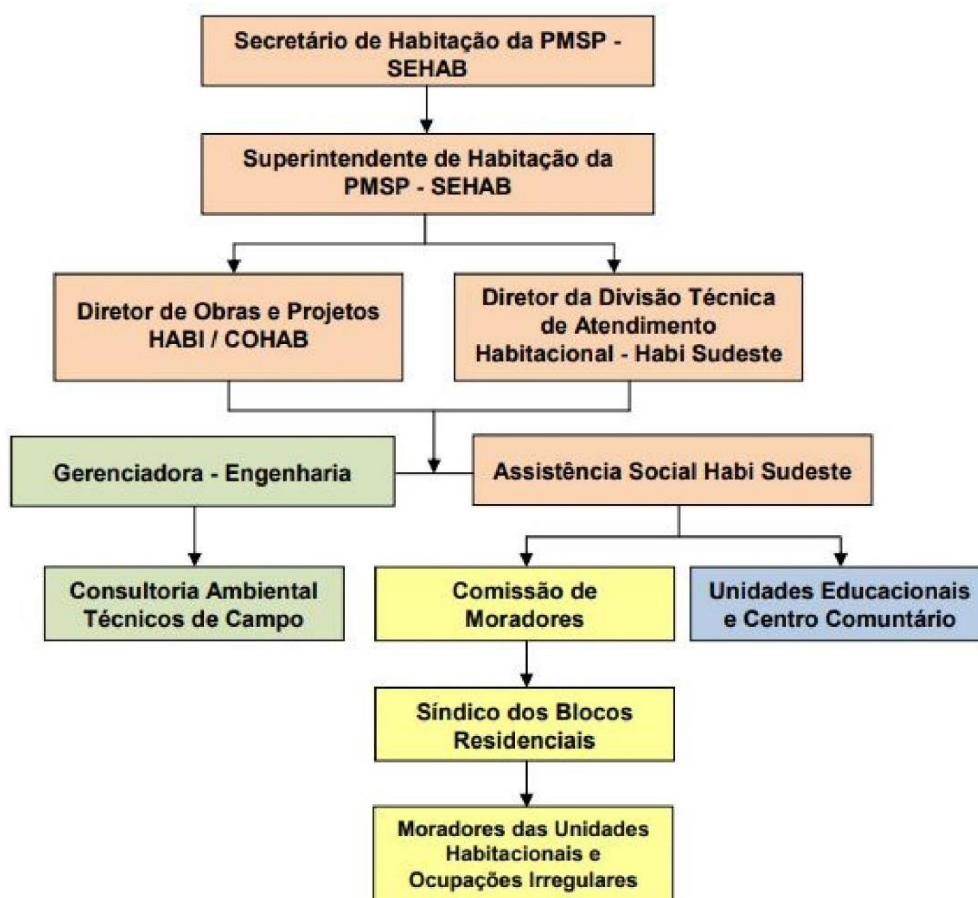 Secretário de Habitação da PMSP -
SEHAB
Superintendente de Habitação da
PMSP - SEHAB
Diretor de Obras e Projetos
HABI / COHAB
Diretor da Divisão Técnica
de Atendimento
Habitacional - Habi Sudeste
Gerenciadora - Engenharia
Assistência Social Habi Sudeste
Consultoria Ambiental
Técnicos de Campo
Comissão de
Moradores
Unidades Educacionais
e Centro Comuntário
Síndico dos Blocos
Residenciais
Moradores das Unidades
Habitacionais e
Ocupações Irregulares